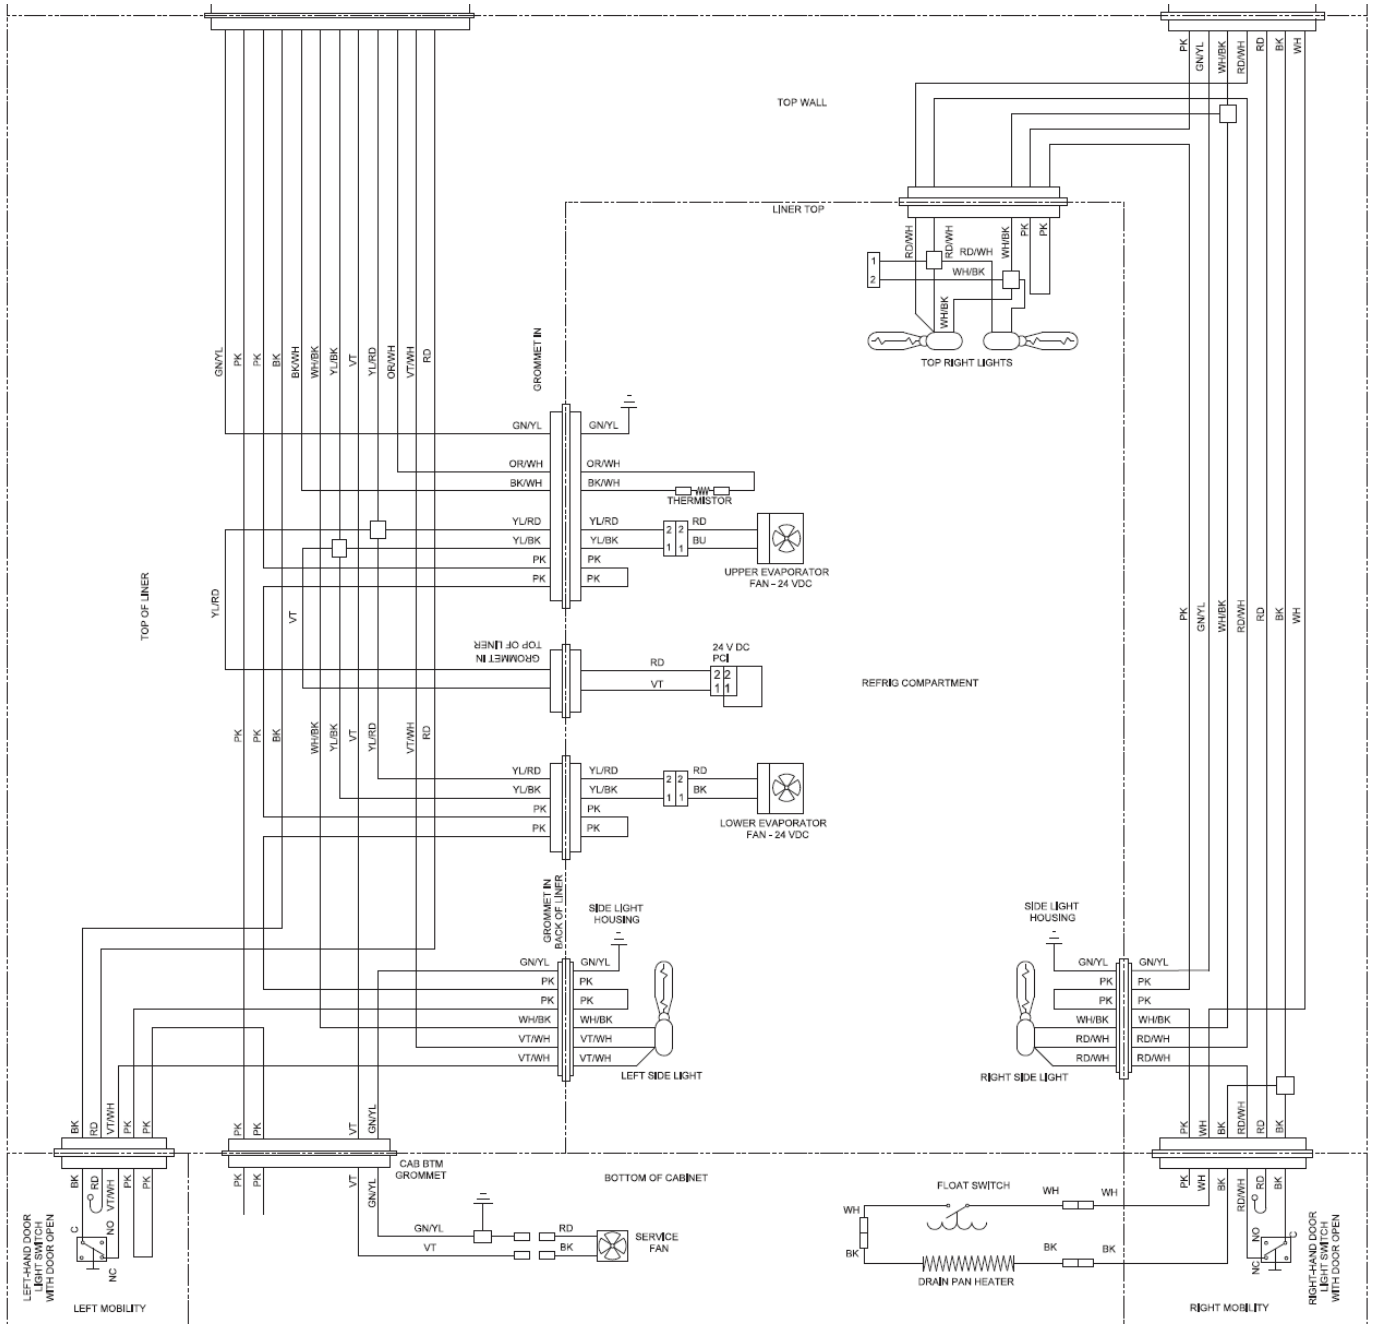 PK
GN/YL
WH/BK
RD/WH
RD
BK
WH
TOP WALL
LINER TOP
RD/WH
RD/WH
WH/BK
PK
PK
RD/WH
WH/BK
1
2
WH/BK
TOP RIGHT LIGHTS
GN/YL
PK
PK
BK
BK/WH
WH/BK
YL/BK
VT
YL/RD
OR/WH
VT/WH
RD
GROMMET IN
GN/YL
GN/YL
OR/WH
OR/WH
BK/WH
BK/WH
THERMISTOR
YL/RD
YL/RD
2 2
RD
YL/BK
YL/BK
1 1
BU
PK
PK
PK
PK
UPPER EVAPORATOR
FAN - 24 VDC
TOP OF LINER
YL/RD
VT
PK
GN/YL
WH/BK
RD/WH
RD
BK
WH
GROMMET IN
TOP OF LINER
RD
VT
24 V DC
PCI
2 2
1 1
REFRIG COMPARTMENT
PK
PK
BK
WH/BK
YL/BK
VT
YL/RD
VT/WH
RD
YL/RD
YL/RD
2 2
RD
YL/BK
YL/BK
1 1
BK
PK
PK
PK
PK
LOWER EVAPORATOR
FAN - 24 VDC
GROMMET IN
BACK OF LINER
SIDE LIGHT
HOUSING
SIDE LIGHT
HOUSING
GN/YL
GN/YL
PK
PK
PK
PK
WH/BK
WH/BK
VT/WH
VT/WH
VT/WH
VT/WH
LEFT SIDE LIGHT
GN/YL
GN/YL
PK
PK
PK
PK
WH/BK
WH/BK
RD/WH
RD/WH
RD/WH
RD/WH
RIGHT SIDE LIGHT
BK
RD
VT/WH
PK
PK
PK
PK
VT
GN/YL
PK
WH
BK
RD/WH
RD
BK
CAB BTM
GROMMET
BOTTOM OF CABINET
BK
RD
VT/WH
PK
PK
PK
PK
VT
GN/YL
PK
WH
BK
RD/WH
RD
BK
LEFT-HAND DOOR
LIGHT SWITCH
WITH DOOR OPEN
C
NO
NC
LEFT MOBILITY
GN/YL
VT
RD
BK
SERVICE
FAN
FLOAT SWITCH
WH
WH
WH
BK
BK
BK
DRAIN PAN HEATER
NO
C
NC
RIGHT-HAND DOOR
LIGHT SWITCH
WITH DOOR OPEN
RIGHT MOBILITY